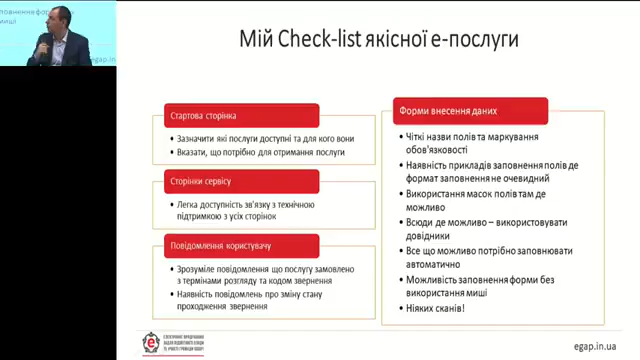 Мій Check-list якісної е-послуги
Стартова сторінка
• Зазначити які послуги доступні та для кого вони
• Вказати, що потрібно для отримання послуги
Сторінки сервісу
• Легка доступність зв'язку з технічною
підтримкою з усіх сторінок
Повідомлення користувачу
• Зрозуміле повідомлення що послугу замовлено
з термінами розгляду та кодом звернення
• Наявність повідомлень про зміну стану
проходження звернення
Форми внесення даних
• Чіткі назви полів та маркування
обов'язковості
• Наявність прикладів заповнення полів де
формат заповнення не очевидний
• Використання масок полів там де
можливо
• Всюди де можливо – використовувати
довідники
• Все що можливо потрібно заповнювати
автоматично
• Можливість заповнення форми без
використання миші
• Ніяких сканів!
egap.in.ua